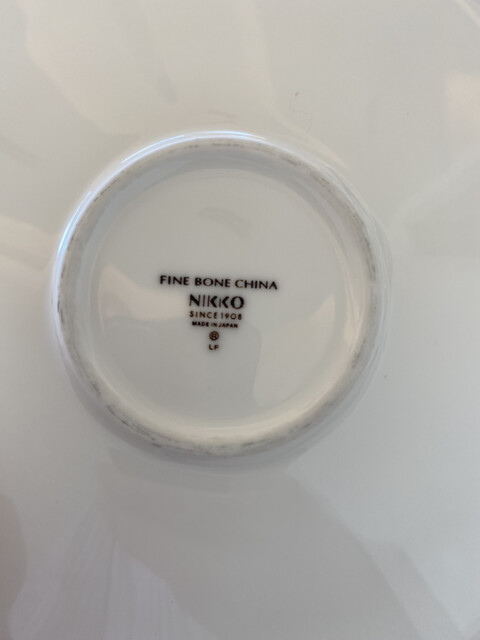 FINE BONE CHINA
NIKKO
SINCE 1908
MADE IN JAPAN
®
LF